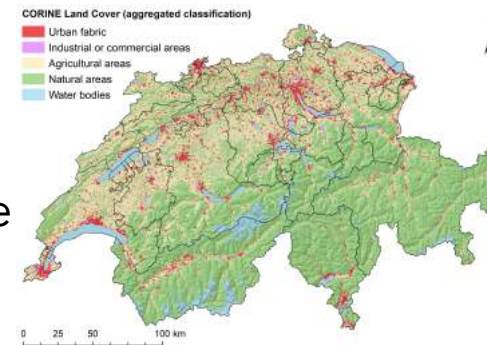 CORINE Land Cover (aggregated classification)
Urban fabric
Industrial or commercial areas
Agricultural areas
Natural areas
Water bodies
e
0 25 50 100 km